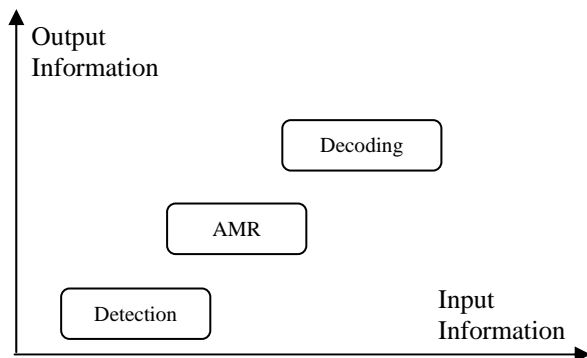 Output
Information
Decoding
AMR
Detection
Input
Information